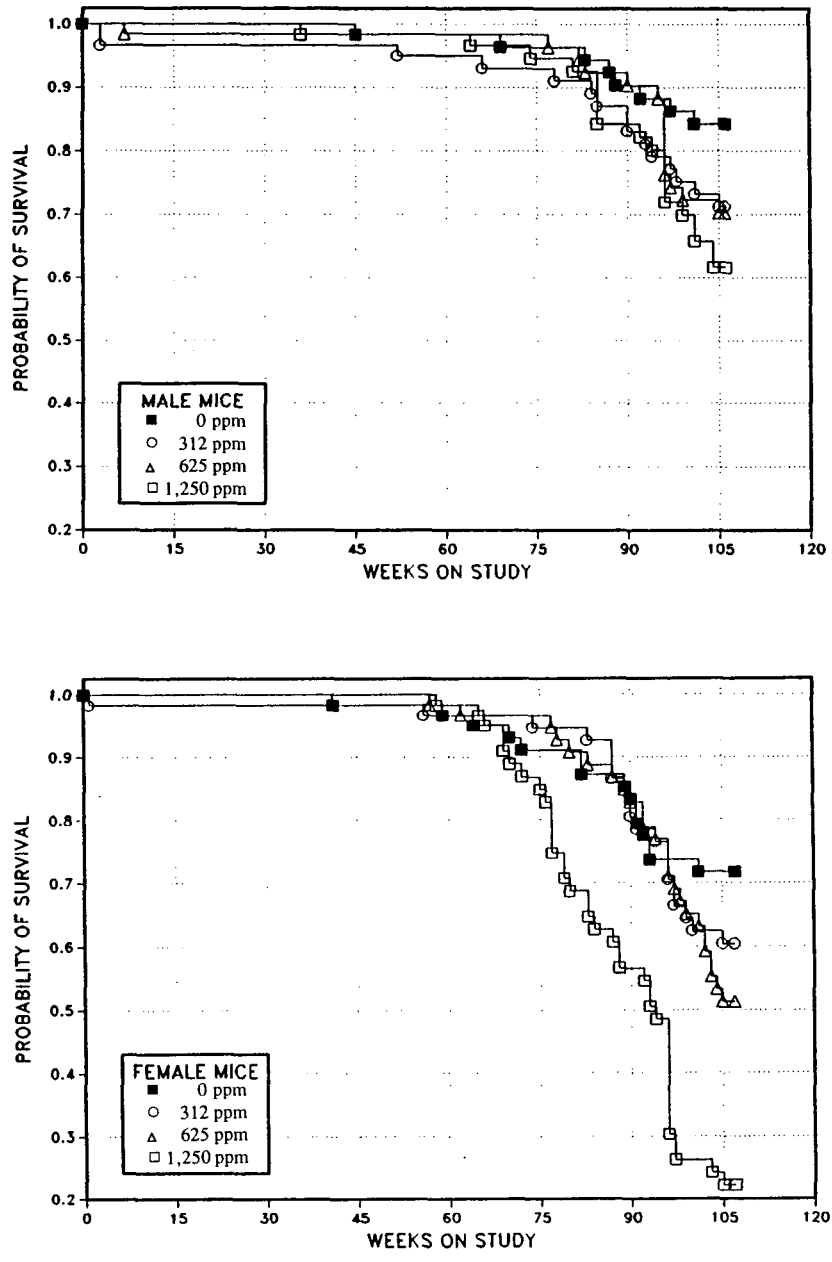 1.0
0.9
0.8
0.7
0.6
0.5
0.4
0.3
0.2
PROBABILITY OF SURVIVAL
MALE MICE
0 ppm
312 ppm
625 ppm
1,250 ppm
0 15 30 45 60 75 90 105 120
WEEKS ON STUDY
1.0
0.9
0.8
0.7
0.6
0.5
0.4
0.3
0.2
PROBABILITY OF SURVIVAL
FEMALE MICE
0 ppm
312 ppm
625 ppm
1,250 ppm
0 15 30 45 60 75 90 105 120
WEEKS ON STUDY